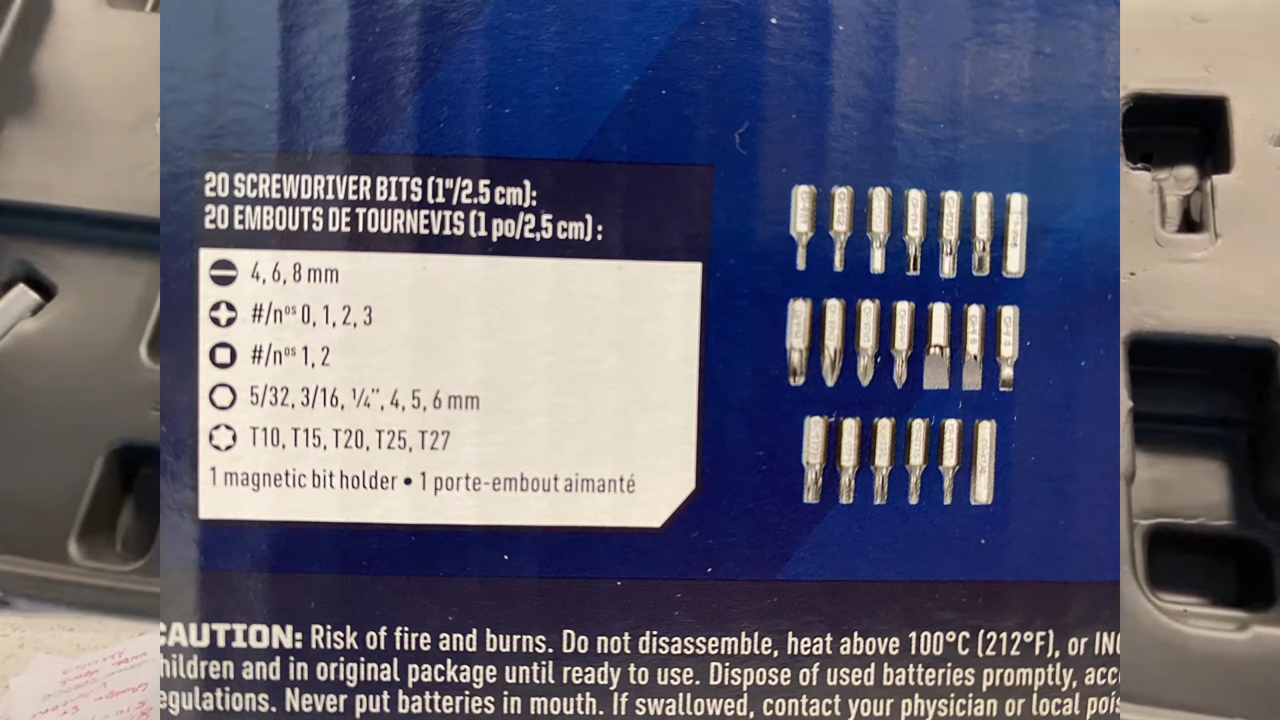 20 SCREWDRIVER BITS (1"/2.5 cm):
20 EMBOUTS DE TOURNEVIS (1 po/2,5 cm) :
4, 6, 8 mm
#/nos 0, 1, 2, 3
#/nos 1, 2
5/32, 3/16, 1/4", 4, 5, 6 mm
T10, T15, T20, T25, T27
1 magnetic bit holder • 1 porte-embout aimanté
AUTION: Risk of fire and burns. Do not disassemble, heat above 100°C (212°F), or
hildren and in original package until ready to use. Dispose of used batteries promptly,
egulations. Never put batteries in mouth. If swallowed, contact your physician or local